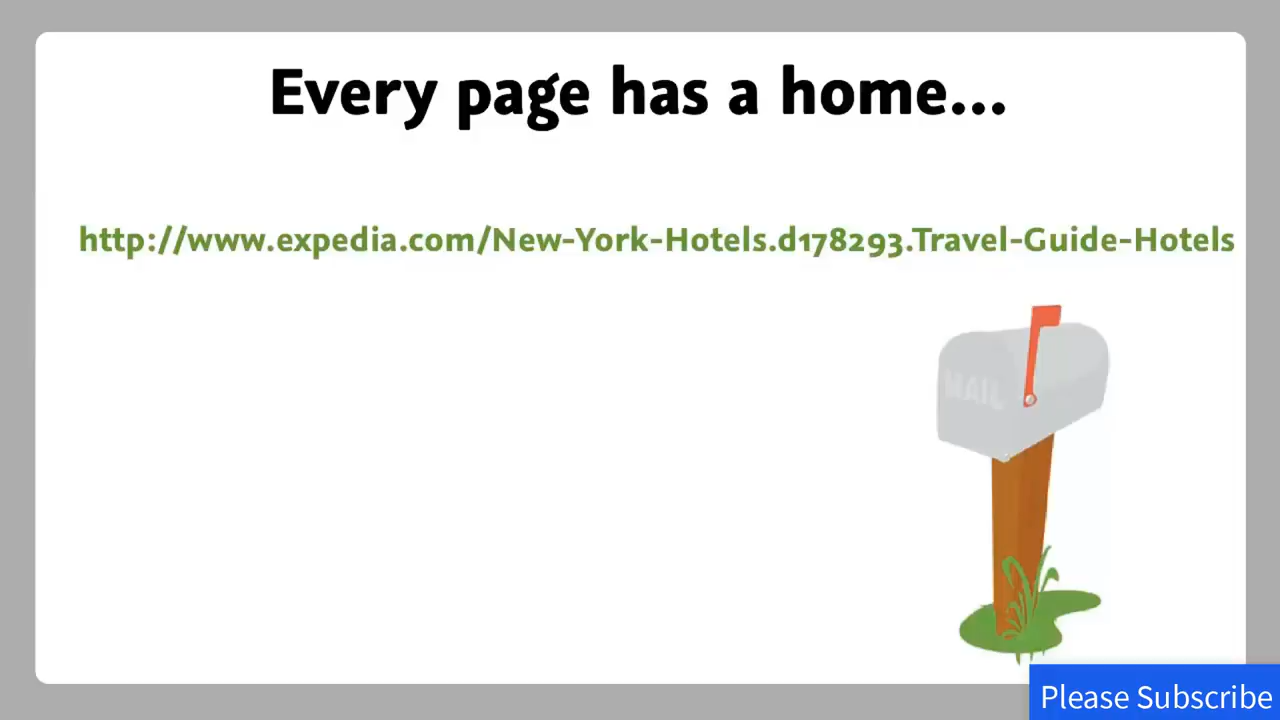 Every page has a home...
http://www.expedia.com/New-York-Hotels.d178293.Travel-Guide-Hotels
MAIL
Please Subscribe